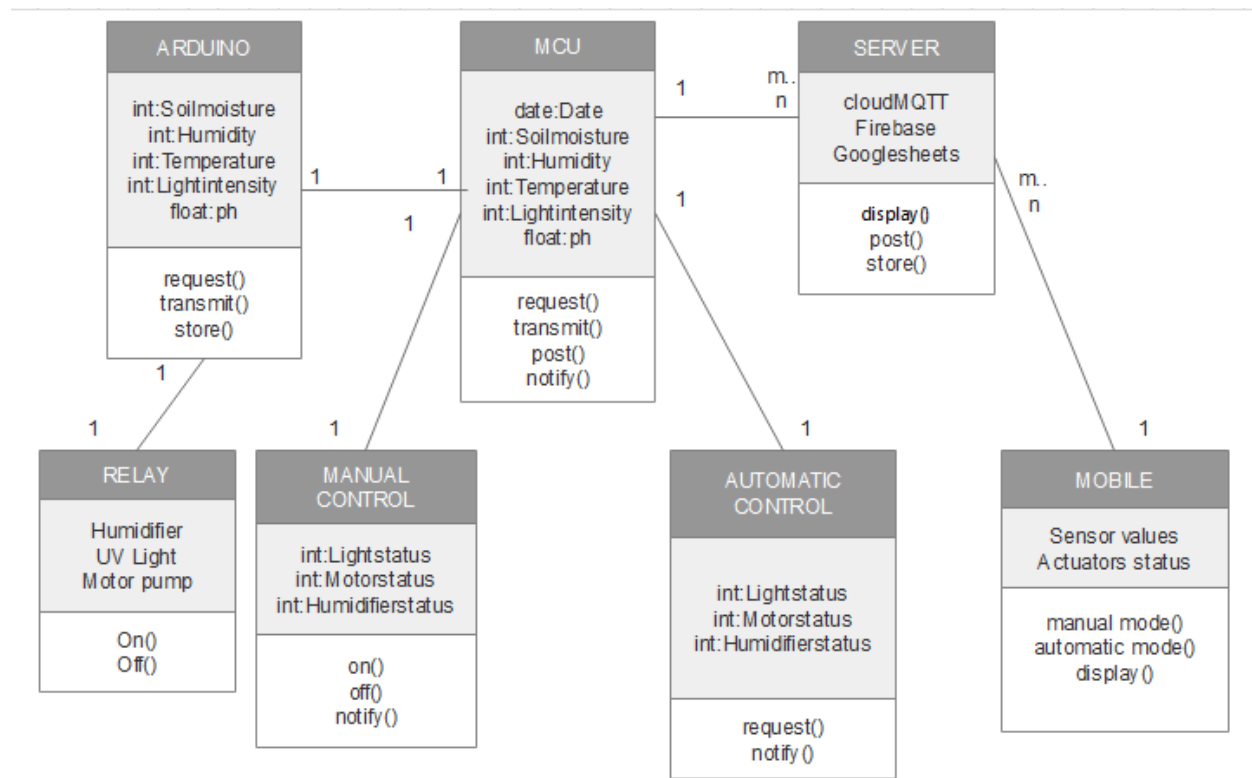 ARDUINO
int:Soilmoisture
int:Humidity
int:Temperature
int:Lightintensity
float:ph
request()
transmit()
store()
MCU
date:Date
int:Soilmoisture
int:Humidity
int:Temperature
int:Lightintensity
float:ph
request()
transmit()
post()
notify()
SERVER
cloudMQTT
Firebase
Googlesheets
display()
post()
store()
1
m..
n
1
1
1
1
m..
n
1
1
1
1
1
RELAY
Humidifier
UV Light
Motor pump
On()
Off()
MANUAL
CONTROL
int:Lightstatus
int:Motorstatus
int:Humidifierstatus
on()
off()
notify()
AUTOMATIC
CONTROL
int:Lightstatus
int:Motorstatus
int:Humidifierstatus
request()
notify()
MOBILE
Sensor values
Actuators status
manual mode()
automatic mode()
display()